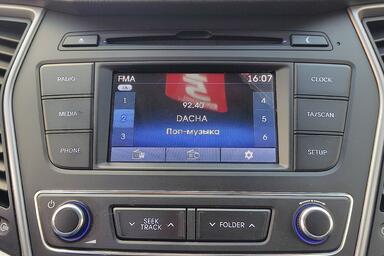 FMA 16:07
RADIO CLOCK
1 92.40 4
MEDIA 2 DACHA 5 TA/SCAN
3 Поп-музыка 6
PHONE SETUP
SEEK FOLDER
TRACK